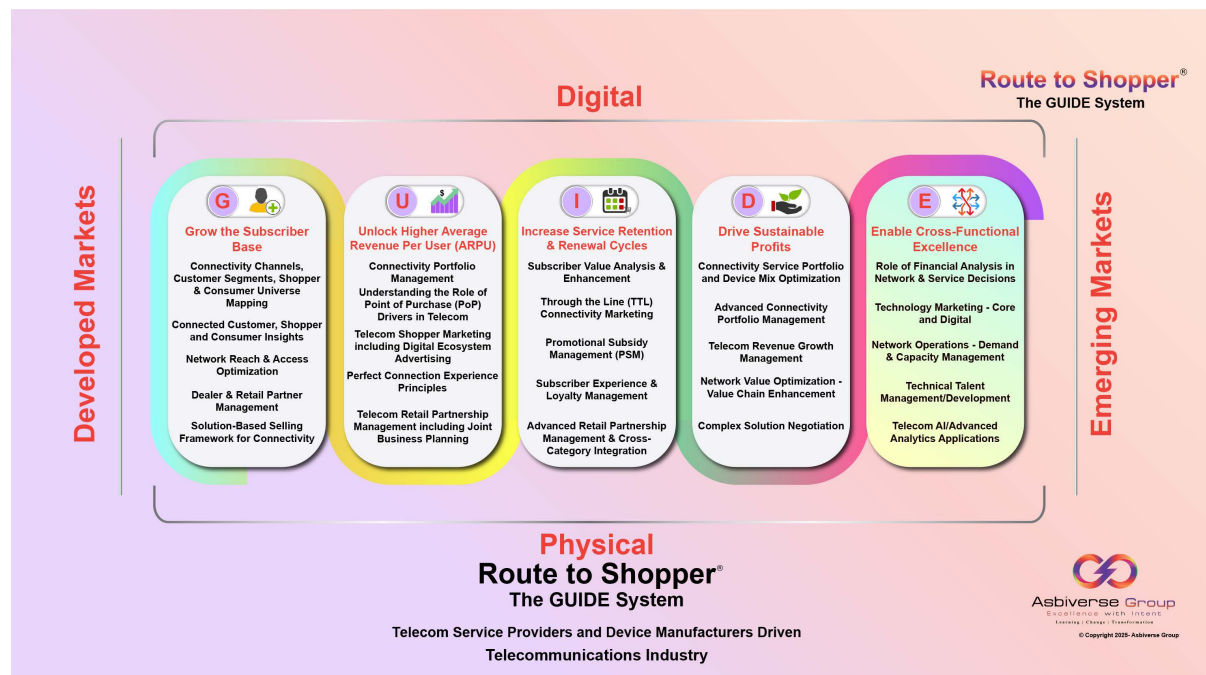 Route to Shopper®
The GUIDE System
Digital
Developed Markets
Emerging Markets
G
Grow the Subscriber
Base
Connectivity Channels,
Customer Segments, Shopper
& Consumer Universe
Mapping
Connected Customer, Shopper
and Consumer Insights
Network Reach & Access
Optimization
Dealer & Retail Partner
Management
Solution-Based Selling
Framework for Connectivity
U
$
Unlock Higher Average
Revenue Per User (ARPU)
Connectivity Portfolio
Management
Understanding the Role of
Point of Purchase (PoP)
Drivers in Telecom
Telecom Shopper Marketing
including Digital Ecosystem
Advertising
Perfect Connection Experience
Principles
Telecom Retail Partnership
Management including Joint
Business Planning
I
Increase Service Retention
& Renewal Cycles
Subscriber Value Analysis &
Enhancement
Through the Line (TTL)
Connectivity Marketing
Promotional Subsidy
Management (PSM)
Subscriber Experience &
Loyalty Management
Advanced Retail Partnership
Management & Cross-
Category Integration
D
Drive Sustainable
Profits
Connectivity Service Portfolio
and Device Mix Optimization
Advanced Connectivity
Portfolio Management
Telecom Revenue Growth
Management
Network Value Optimization -
Value Chain Enhancement
Complex Solution Negotiation
E
Enable Cross-Functional
Excellence
Role of Financial Analysis in
Network & Service Decisions
Technology Marketing - Core
and Digital
Network Operations - Demand
& Capacity Management
Technical Talent
Management/Development
Telecom AI/Advanced
Analytics Applications
Physical
Route to Shopper®
The GUIDE System
Telecom Service Providers and Device Manufacturers Driven
Telecommunications Industry
Asbiverse Group
Excellence with Intent
Learning | Change | Transformation
© Copyright 2025- Asbiverse Group